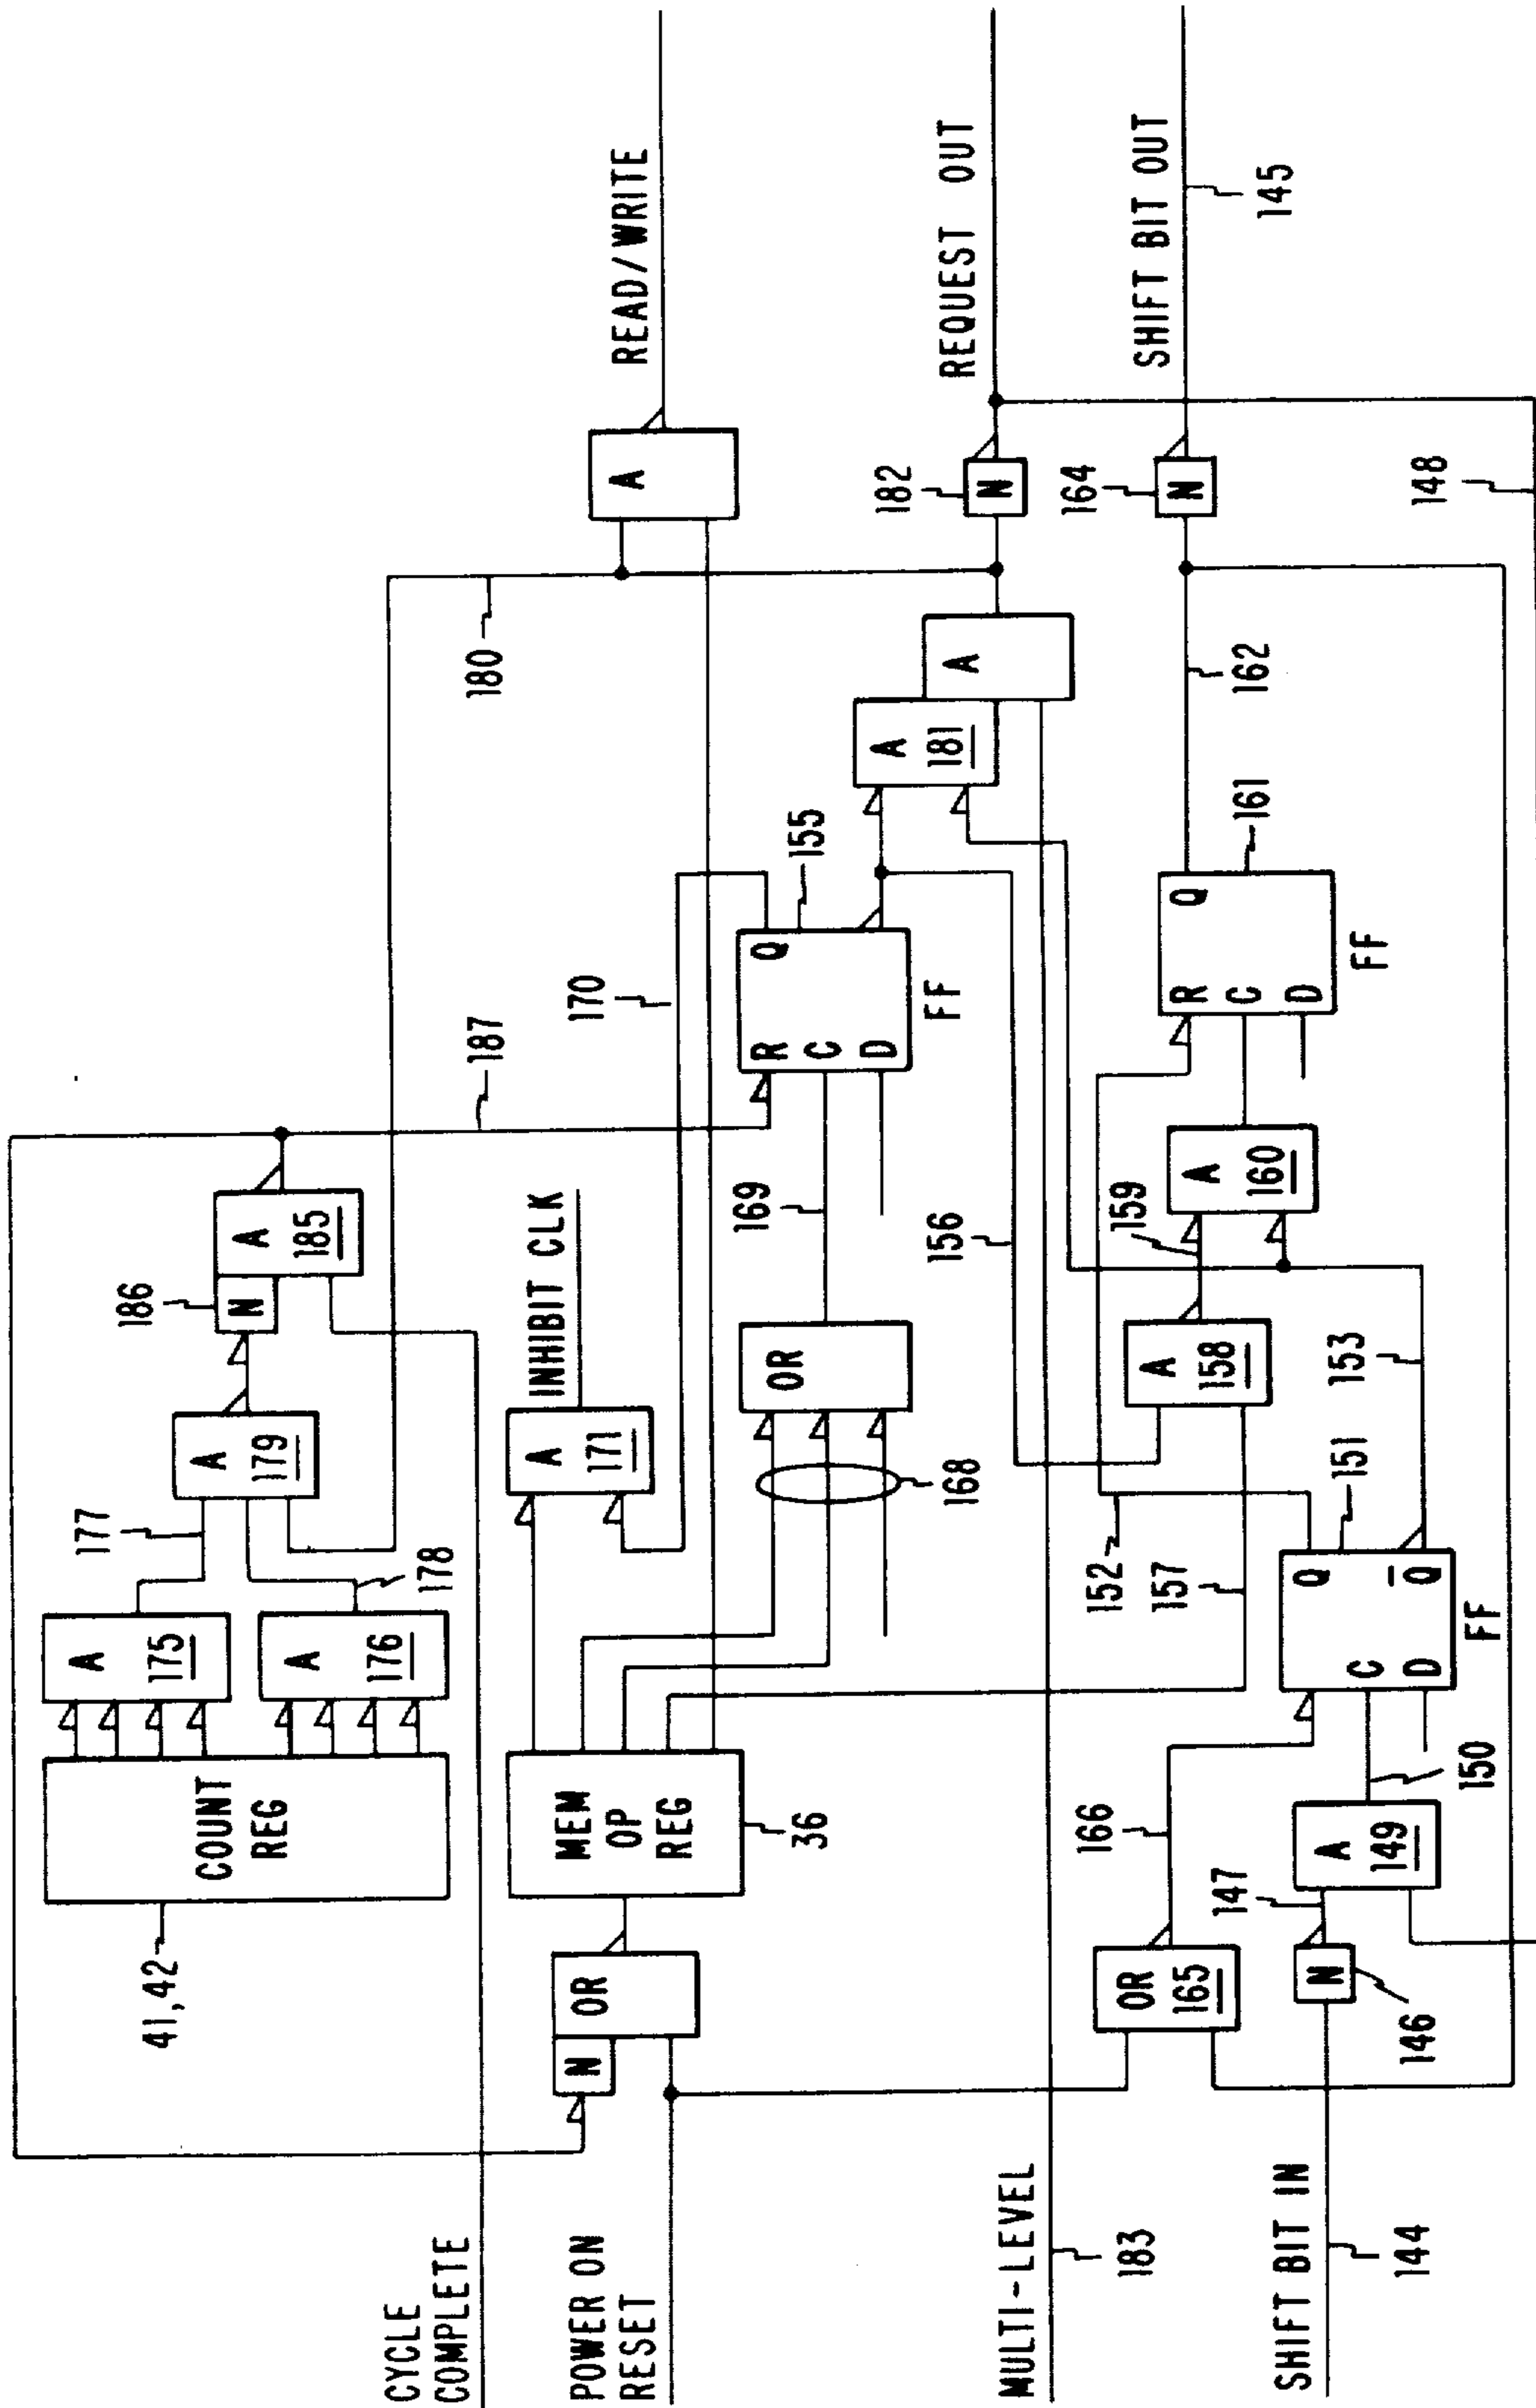 CYCLE
COMPLETE
POWER ON
RESET
MULTI-LEVEL
183
SHIFT BIT IN
144
41,42
COUNT
REG
A
175
A
176
177
178
A
179
186
N
A
185
187
180
N
OR
MEM
OP
REG
36
A
171
INHIBIT CLK
170
168
OR
169
R
C
D
Q
155
FF
A
181
A
182
N
A
READ/WRITE
REQUEST OUT
SHIFT BIT OUT
145
164
N
148
162
161
Q
R
C
D
FF
A
160
159
A
158
156
157
152
153
151
Q
Q̅
C
D
FF
150
A
149
147
N
146
OR
165
166